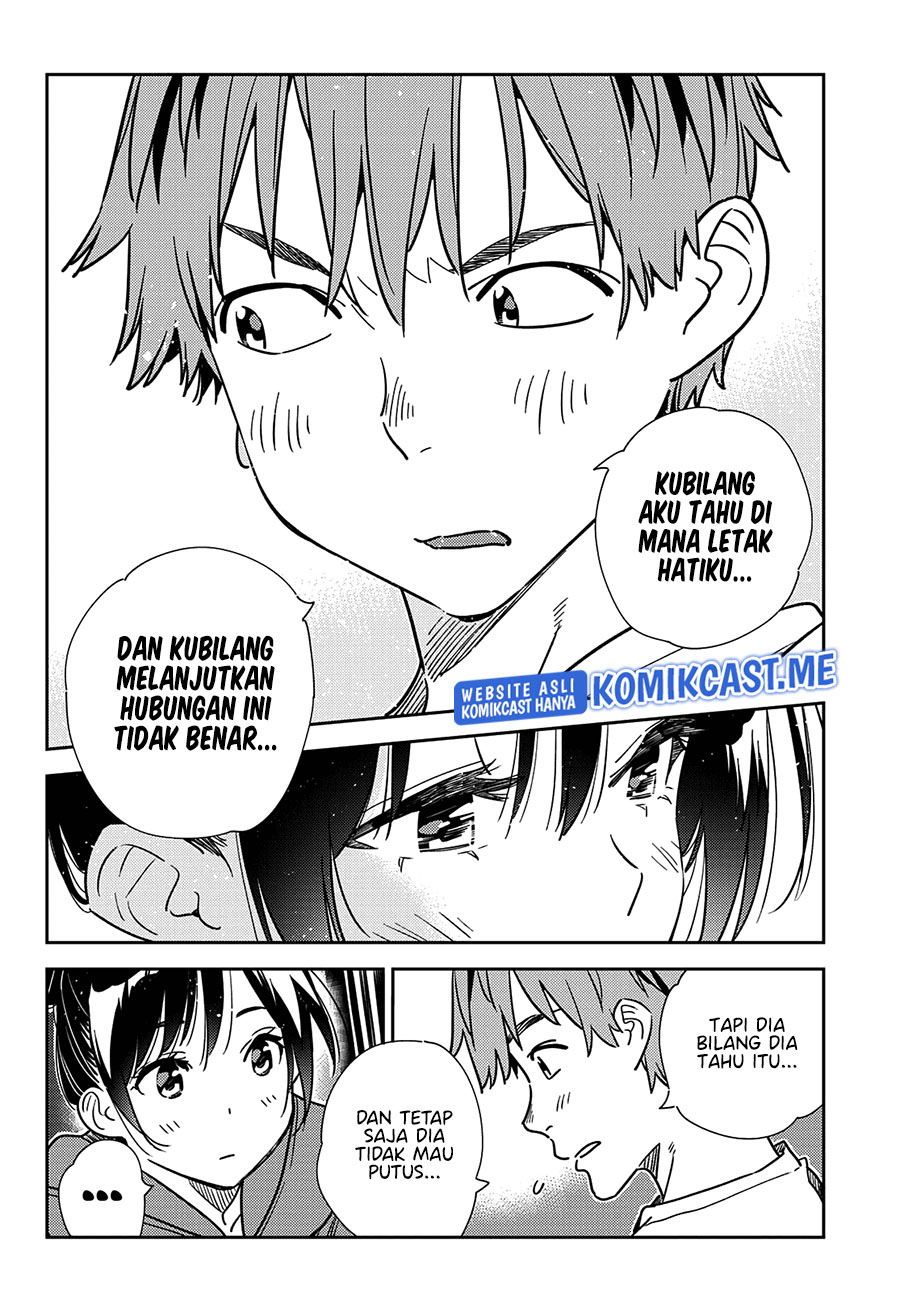 KUBILANG
AKU TAHU DI
MANA LETAK
HATIKU...
DAN KUBILANG
MELANJUTKAN
HUBUNGAN INI
TIDAK BENAR...
WEBSITE ASLI
KOMIKCAST HANYA
KOMIKCAST.ME
TAPI DIA
BILANG DIA
TAHU ITU...
DAN TETAP
SAJA DIA
TIDAK MAU
PUTUS...
...